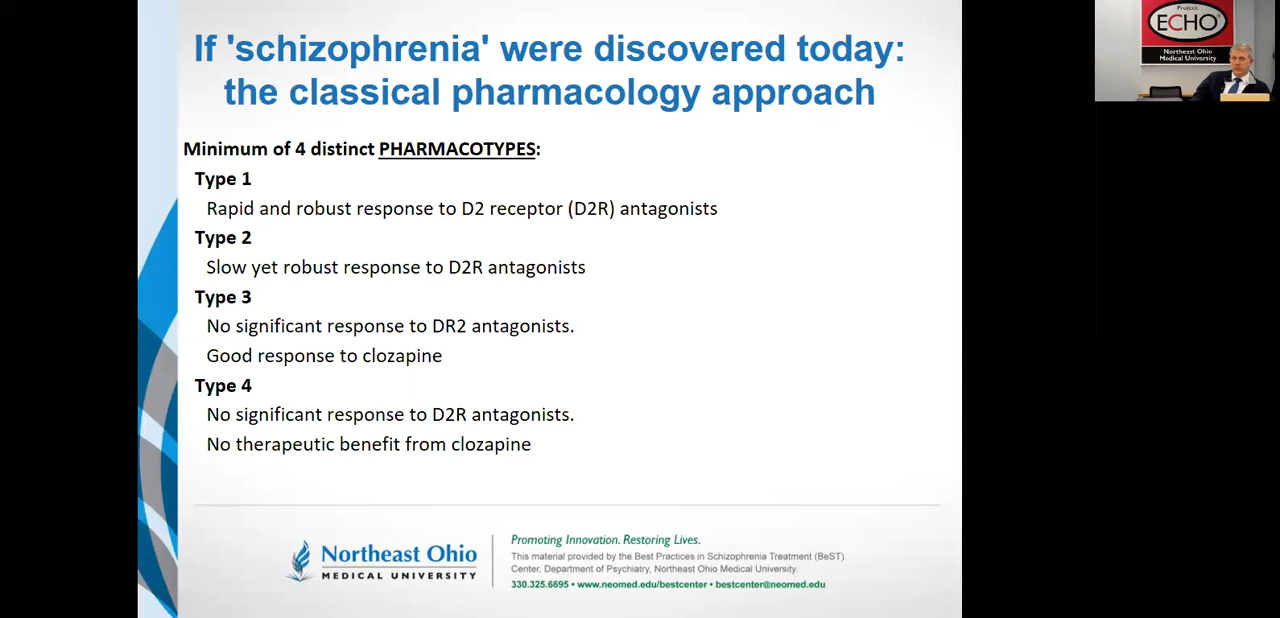 If 'schizophrenia' were discovered today:
the classical pharmacology approach
Minimum of 4 distinct PHARMACOTYPES:
Type 1
Rapid and robust response to D2 receptor (D2R) antagonists
Type 2
Slow yet robust response to D2R antagonists
Type 3
No significant response to DR2 antagonists.
Good response to clozapine
Type 4
No significant response to D2R antagonists.
No therapeutic benefit from clozapine
Northeast Ohio
MEDICAL UNIVERSITY
Promoting Innovation. Restoring Lives.
This material provided by the Best Practices in Schizophrenia Treatment (BeST)
Center, Department of Psychiatry, Northeast Ohio Medical University.
330.325.6695 • www.neomed.edu/bestcenter • bestcenter@neomed.edu
Project
ECHO®
Northeast Ohio
Medical University